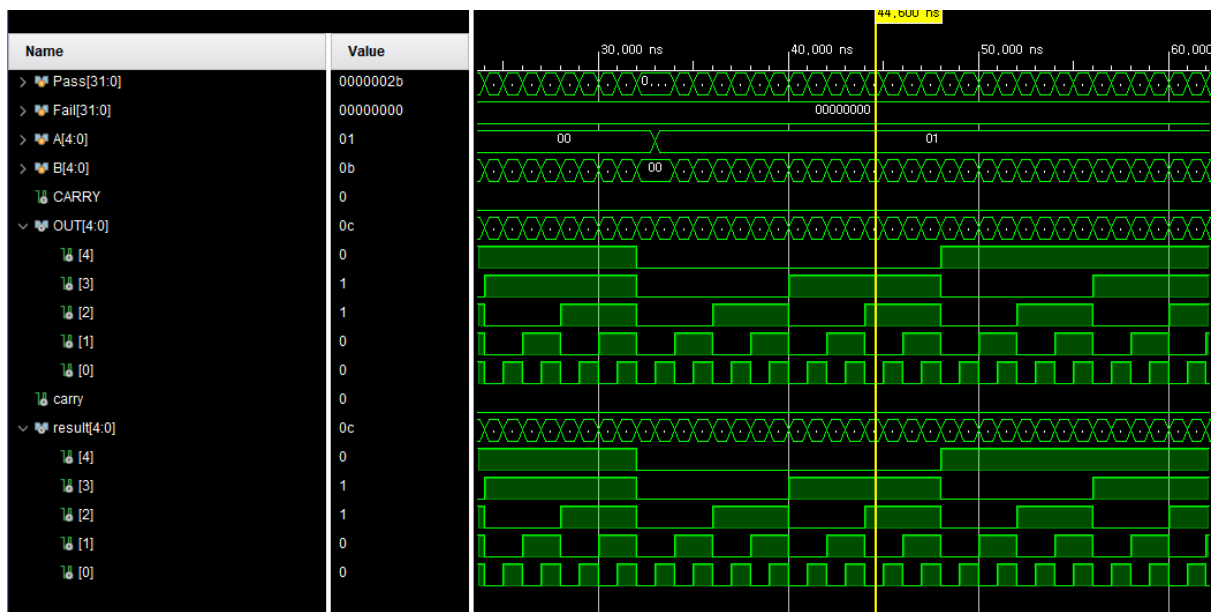 44,600 ns
Name Value
30,000 ns 40,000 ns 50,000 ns 60,000
Pass[31:0] 0000002b 0...
Fail[31:0] 00000000 00000000
A[4:0] 01 00 01
B[4:0] 0b 00
CARRY 0
OUT[4:0] 0c
[4] 0
[3] 1
[2] 1
[1] 0
[0] 0
carry 0
result[4:0] 0c
[4] 0
[3] 1
[2] 1
[1] 0
[0] 0